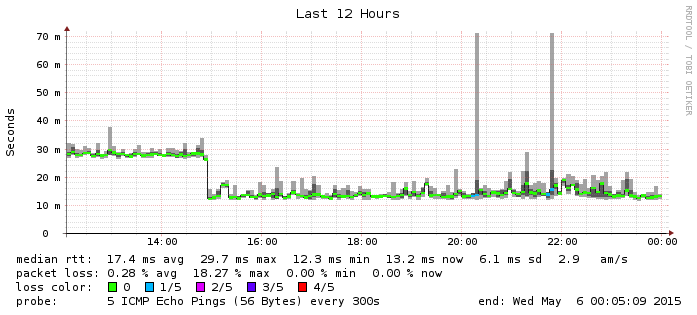 Last 12 Hours
RRDTOOL / TOBI OETIKER
Seconds
70 m
60 m
50 m
40 m
30 m
20 m
10 m
0
14:00 16:00 18:00 20:00 22:00 00:00
median rtt: 17.4 ms avg 29.7 ms max 12.3 ms min 13.2 ms now 6.1 ms sd 2.9 am/s
packet loss: 0.28 % avg 18.27 % max 0.00 % min 0.00 % now
loss color: 0 1/5 2/5 3/5 4/5
probe: 5 ICMP Echo Pings (56 Bytes) every 300s end: Wed May 6 00:05:09 2015